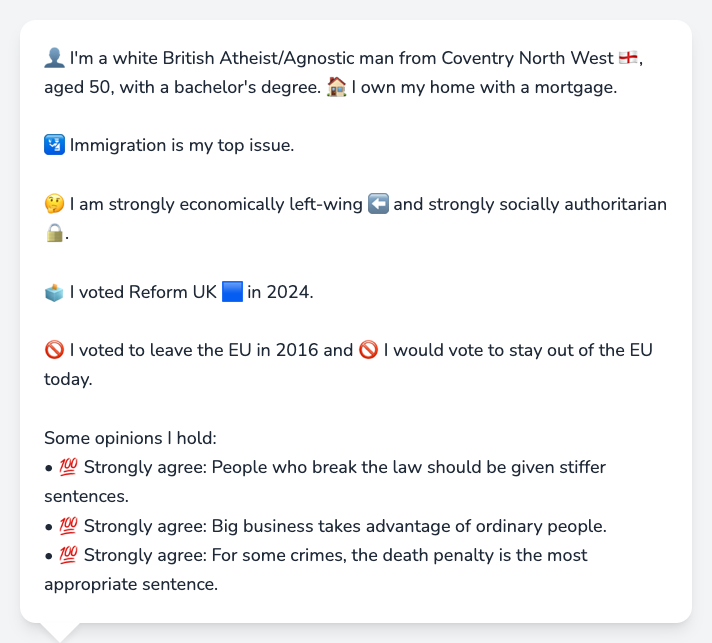 👤 I'm a white British Atheist/Agnostic man from Coventry North West 🏴󠁧󠁢󠁥󠁮󠁧󠁿,
aged 50, with a bachelor's degree. 🏠 I own my home with a mortgage.
🛂 Immigration is my top issue.
🤔 I am strongly economically left-wing ⬅️ and strongly socially authoritarian
🔒.
🗳️ I voted Reform UK 🟦 in 2024.
🚫 I voted to leave the EU in 2016 and 🚫 I would vote to stay out of the EU
today.
Some opinions I hold:
• 💯 Strongly agree: People who break the law should be given stiffer
sentences.
• 💯 Strongly agree: Big business takes advantage of ordinary people.
• 💯 Strongly agree: For some crimes, the death penalty is the most
appropriate sentence.